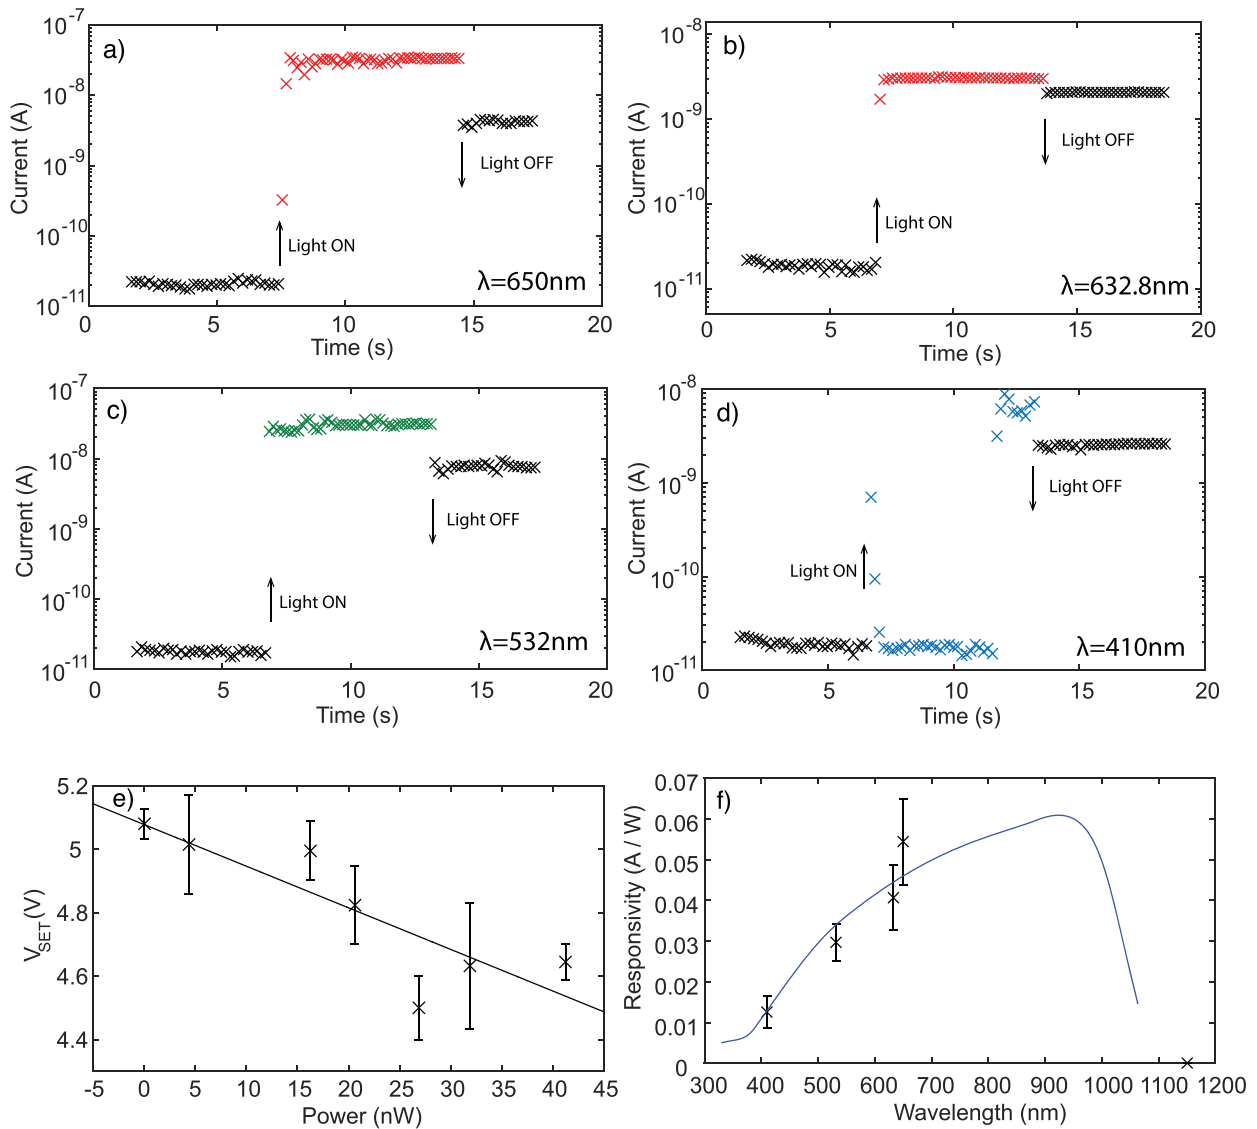 a)
10⁻⁷
10⁻⁸
10⁻⁹
10⁻¹⁰
10⁻¹¹
Current (A)
Light OFF
Light ON
λ=650nm
0 5 10 15 20
Time (s)
b)
10⁻⁸
10⁻⁹
10⁻¹⁰
10⁻¹¹
Current (A)
Light OFF
Light ON
λ=632.8nm
0 5 10 15 20
Time (s)
c)
10⁻⁷
10⁻⁸
10⁻⁹
10⁻¹⁰
10⁻¹¹
Current (A)
Light OFF
Light ON
λ=532nm
0 5 10 15 20
Time (s)
d)
10⁻⁸
10⁻⁹
10⁻¹⁰
10⁻¹¹
Current (A)
Light OFF
Light ON
λ=410nm
0 5 10 15 20
Time (s)
e)
5.2
5
4.8
4.6
4.4
V_SET (V)
-5 0 5 10 15 20 25 30 35 40 45
Power (nW)
f)
0.07
0.06
0.05
0.04
0.03
0.02
0.01
0
Responsivity (A / W)
300 400 500 600 700 800 900 1000 1100 1200
Wavelength (nm)